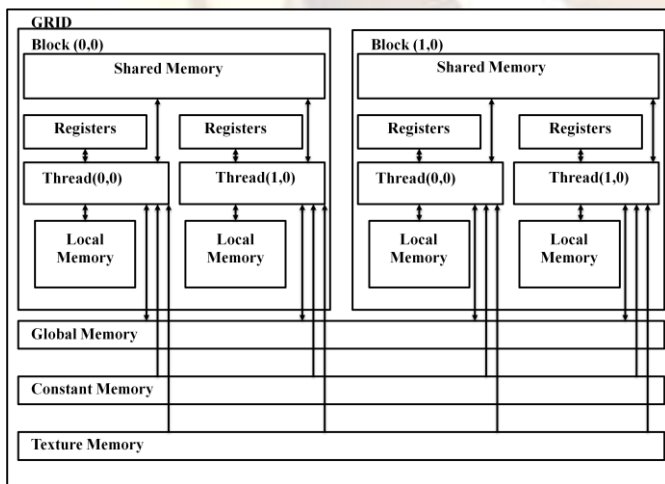 GRID
Block (0,0)
Shared Memory
Registers
Registers
Thread(0,0)
Thread(1,0)
Local
Memory
Local
Memory
Block (1,0)
Shared Memory
Registers
Registers
Thread(0,0)
Thread(1,0)
Local
Memory
Local
Memory
Global Memory
Constant Memory
Texture Memory